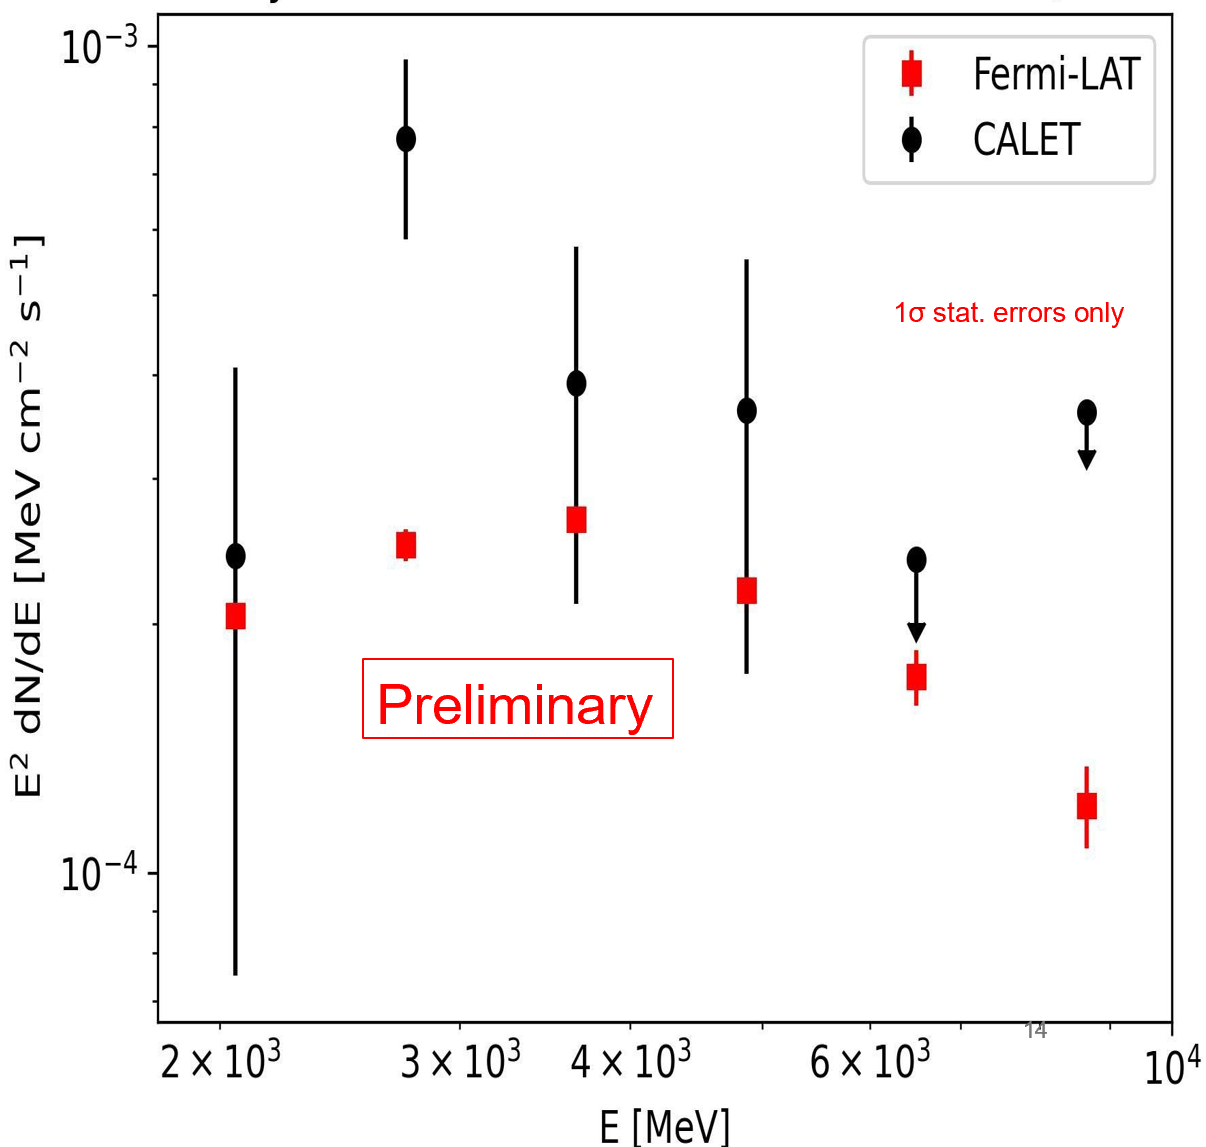 10⁻³
Fermi-LAT
CALET
1σ stat. errors only
E² dN/dE [MeV cm⁻² s⁻¹]
Preliminary
10⁻⁴
14
2 × 10³ 3 × 10³ 4 × 10³ 6 × 10³ 10⁴
E [MeV]